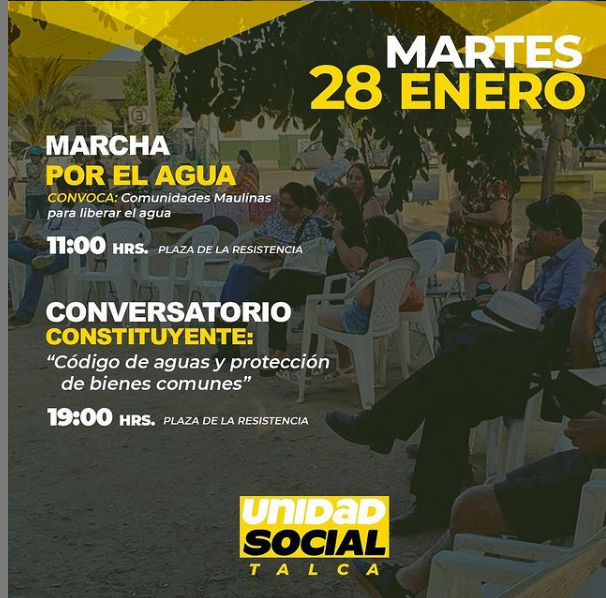 MARTES
28 ENERO
MARCHA
POR EL AGUA
CONVOCA: Comunidades Maulinas
para liberar el agua
11:00 HRS. PLAZA DE LA RESISTENCIA
CONVERSATORIO
CONSTITUYENTE:
“Código de aguas y protección
de bienes comunes”
19:00 HRS. PLAZA DE LA RESISTENCIA
UNIDAD
SOCIAL
TALCA